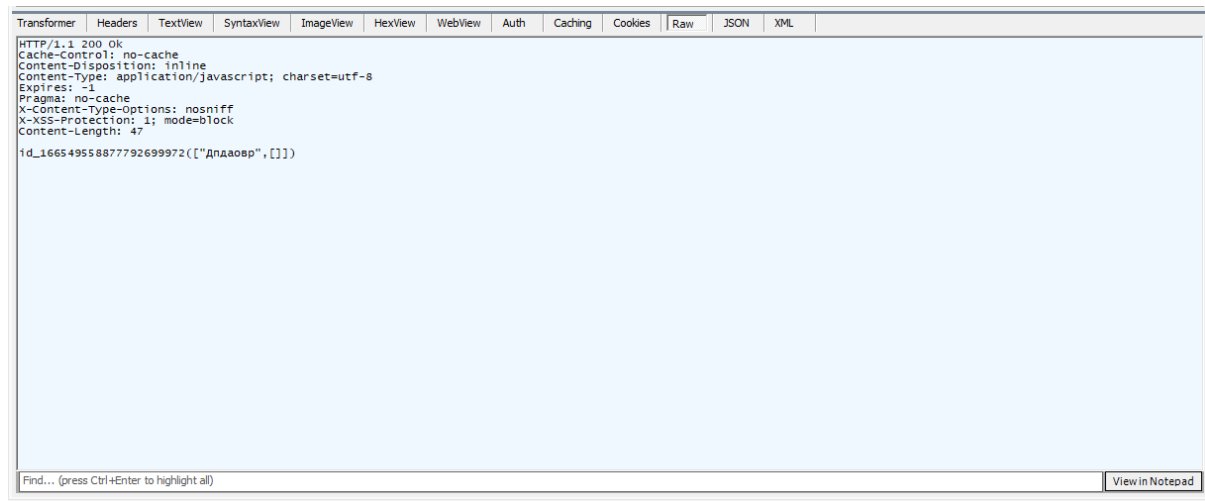 Transformer Headers TextView SyntaxView ImageView HexView WebView Auth Caching Cookies Raw JSON XML
HTTP/1.1 200 Ok
Cache-Control: no-cache
Content-Disposition: inline
Content-Type: application/javascript; charset=utf-8
Expires: -1
Pragma: no-cache
X-Content-Type-Options: nosniff
X-XSS-Protection: 1; mode=block
Content-Length: 47
id_166549558877792699972(["Дпдаовр",[]])
Find... (press Ctrl+Enter to highlight all) View in Notepad